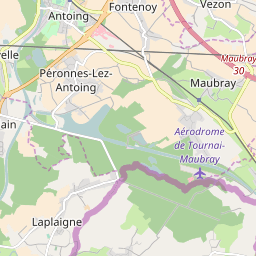 Fontenoy
Vezon
Antoing
Maubray
30
Péronnes-Lez-
Antoing
Maubray
Aérodrome
de Tournai-
Maubray
Laplaigne